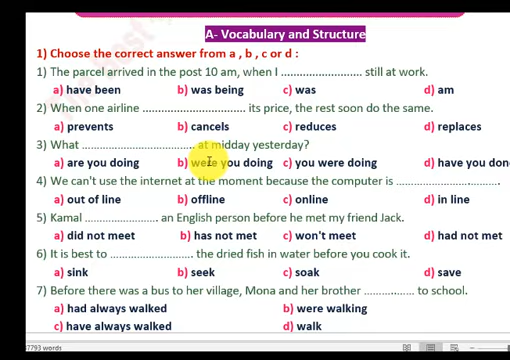 A- Vocabulary and Structure
1) Choose the correct answer from a , b , c or d :
1) The parcel arrived in the post 10 am, when I ........................... still at work.
a) have been b) was being c) was d) am
2) When one airline .................................. its price, the rest soon do the same.
a) prevents b) cancels c) reduces d) replaces
3) What ..................................... at midday yesterday?
a) are you doing b) were you doing c) you were doing d) have you don
4) We can't use the internet at the moment because the computer is ..................................
a) out of line b) offline c) online d) in line
5) Kamal ........................ an English person before he met my friend Jack.
a) did not meet b) has not met c) won't meet d) had not met
6) It is best to ........................... the dried fish in water before you cook it.
a) sink b) seek c) soak d) save
7) Before there was a bus to her village, Mona and her brother ................ to school.
a) had always walked b) were walking
c) have always walked d) walk
7793 words